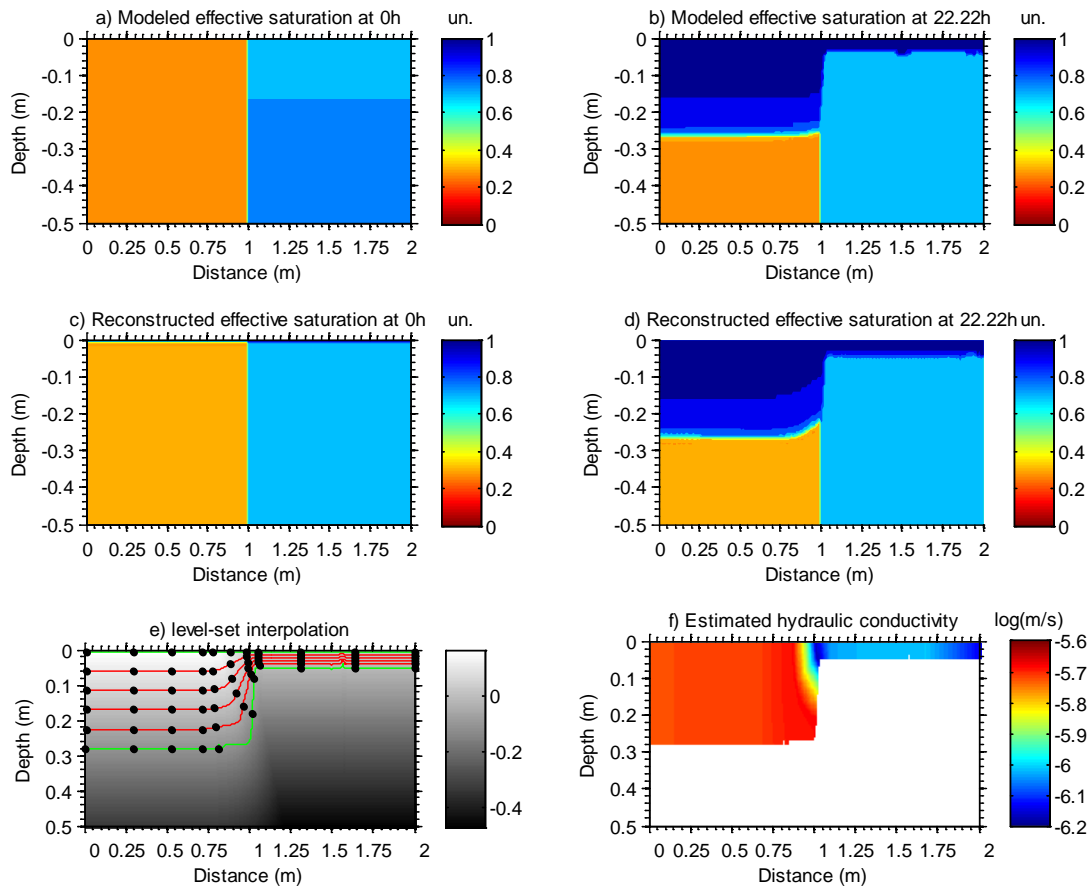 a) Modeled effective saturation at 0h un.
b) Modeled effective saturation at 22.22h un.
0
-0.1
-0.2
-0.3
-0.4
-0.5
Depth (m)
0 0.25 0.5 0.75 1 1.25 1.5 1.75 2
Distance (m)
1
0.8
0.6
0.4
0.2
0
0
-0.1
-0.2
-0.3
-0.4
-0.5
Depth (m)
0 0.25 0.5 0.75 1 1.25 1.5 1.75 2
Distance (m)
1
0.8
0.6
0.4
0.2
0
c) Reconstructed effective saturation at 0h un.
d) Reconstructed effective saturation at 22.22h un.
0
-0.1
-0.2
-0.3
-0.4
-0.5
Depth (m)
0 0.25 0.5 0.75 1 1.25 1.5 1.75 2
Distance (m)
1
0.8
0.6
0.4
0.2
0
0
-0.1
-0.2
-0.3
-0.4
-0.5
Depth (m)
0 0.25 0.5 0.75 1 1.25 1.5 1.75 2
Distance (m)
1
0.8
0.6
0.4
0.2
0
e) level-set interpolation
f) Estimated hydraulic conductivity log(m/s)
0
0.1
0.2
0.3
0.4
0.5
Depth (m)
0 0.25 0.5 0.75 1 1.25 1.5 1.75 2
Distance (m)
0
-0.2
-0.4
0
0.1
0.2
0.3
0.4
0.5
Depth (m)
0 0.25 0.5 0.75 1 1.25 1.5 1.75 2
Distance (m)
-5.6
-5.7
-5.8
-5.9
-6
-6.1
-6.2